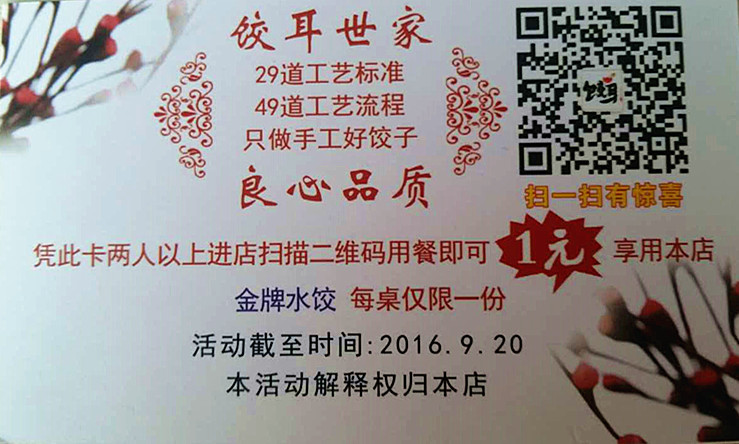 饺耳世家
29道工艺标准
49道工艺流程
只做手工好饺子
良心品质
饺耳
扫一扫有惊喜
凭此卡两人以上进店扫描二维码用餐即可1元享用本店
金牌水饺 每桌仅限一份
活动截至时间:2016.9.20
本活动解释权归本店